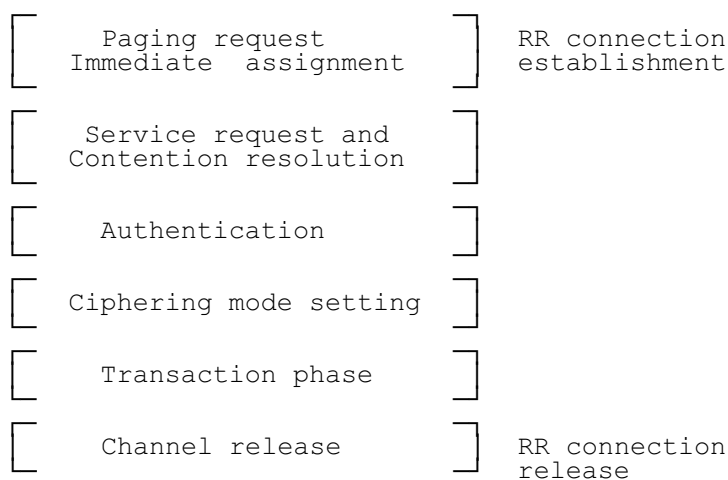 Paging request RR connection
Immediate assignment establishment
Service request and
Contention resolution
Authentication
Ciphering mode setting
Transaction phase
Channel release RR connection
release